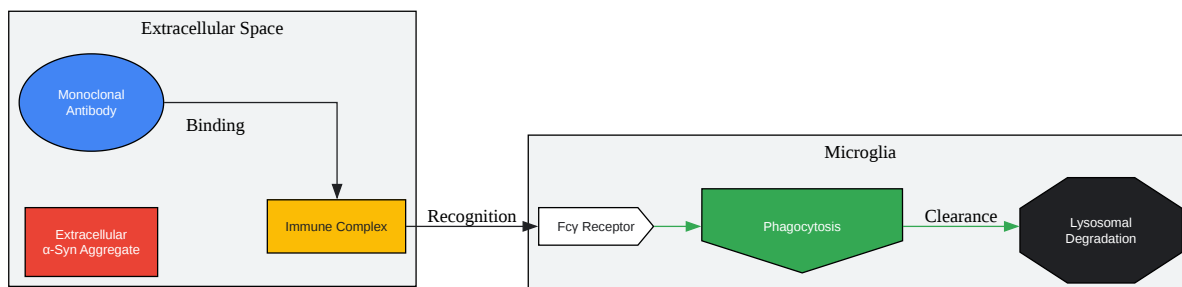 Extracellular Space
Monoclonal
Antibody
Binding
Extracellular
α-Syn Aggregate
Immune Complex
Recognition
Microglia
Fcγ Receptor
Phagocytosis
Clearance
Lysosomal
Degradation